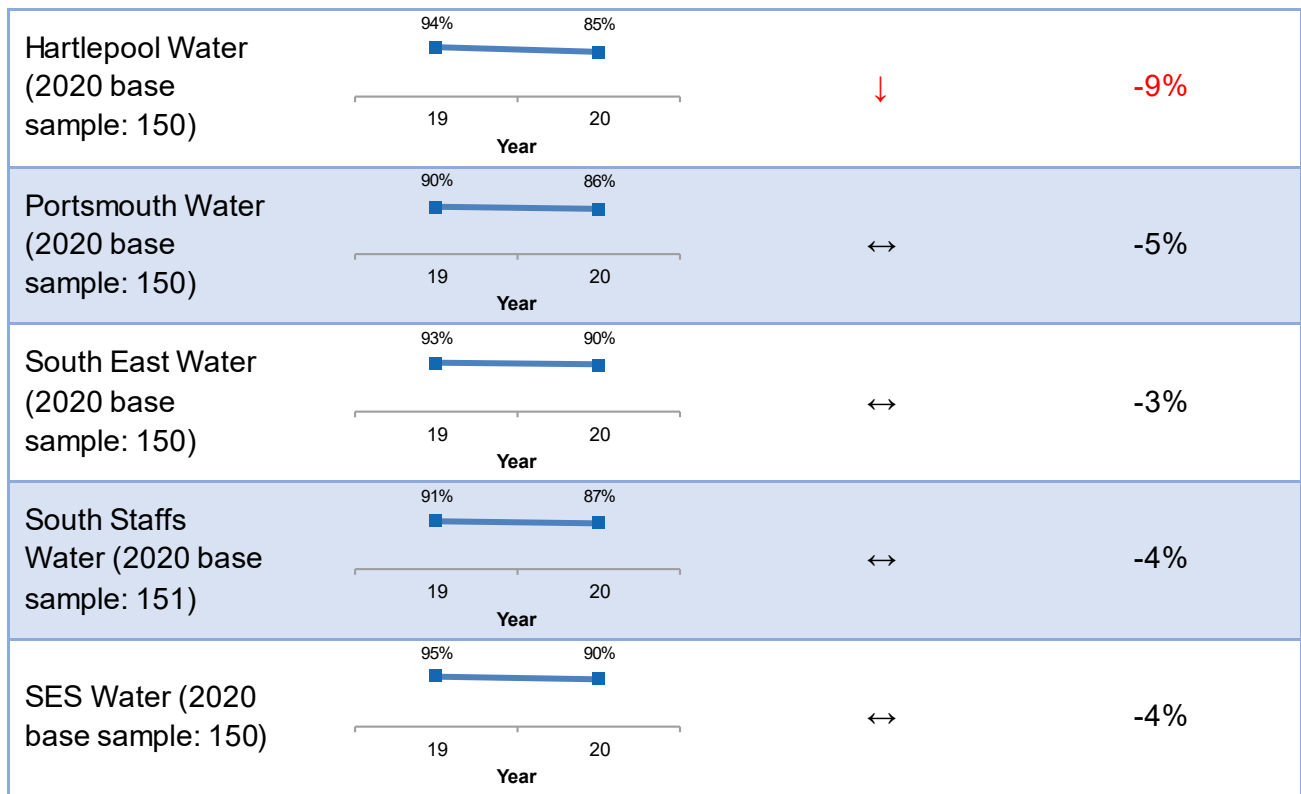 Hartlepool Water
(2020 base
sample: 150)
94% 85%
19 20
Year
↓
-9%
Portsmouth Water
(2020 base
sample: 150)
90% 86%
19 20
Year
↔
-5%
South East Water
(2020 base
sample: 150)
93% 90%
19 20
Year
↔
-3%
South Staffs
Water (2020 base
sample: 151)
91% 87%
19 20
Year
↔
-4%
SES Water (2020
base sample: 150)
95% 90%
19 20
Year
↔
-4%